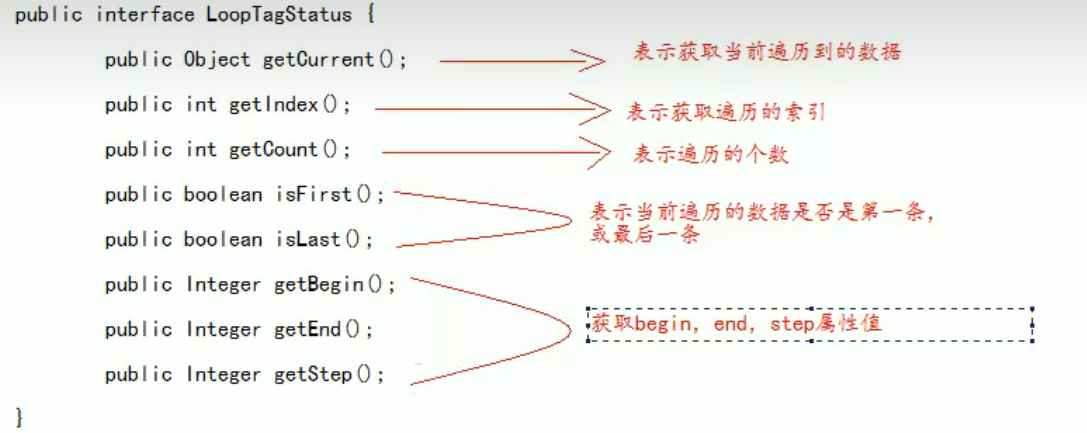 public interface LoopTagStatus {
public Object getCurrent();
表示获取当前遍历到的数据
public int getIndex();
表示获取遍历的索引
public int getCount();
表示遍历的个数
public boolean isFirst();
表示当前遍历的数据是否是第一条,
或最后一条
public boolean isLast();
public Integer getBegin();
public Integer getEnd();
获取begin, end, step属性值
public Integer getStep();
}